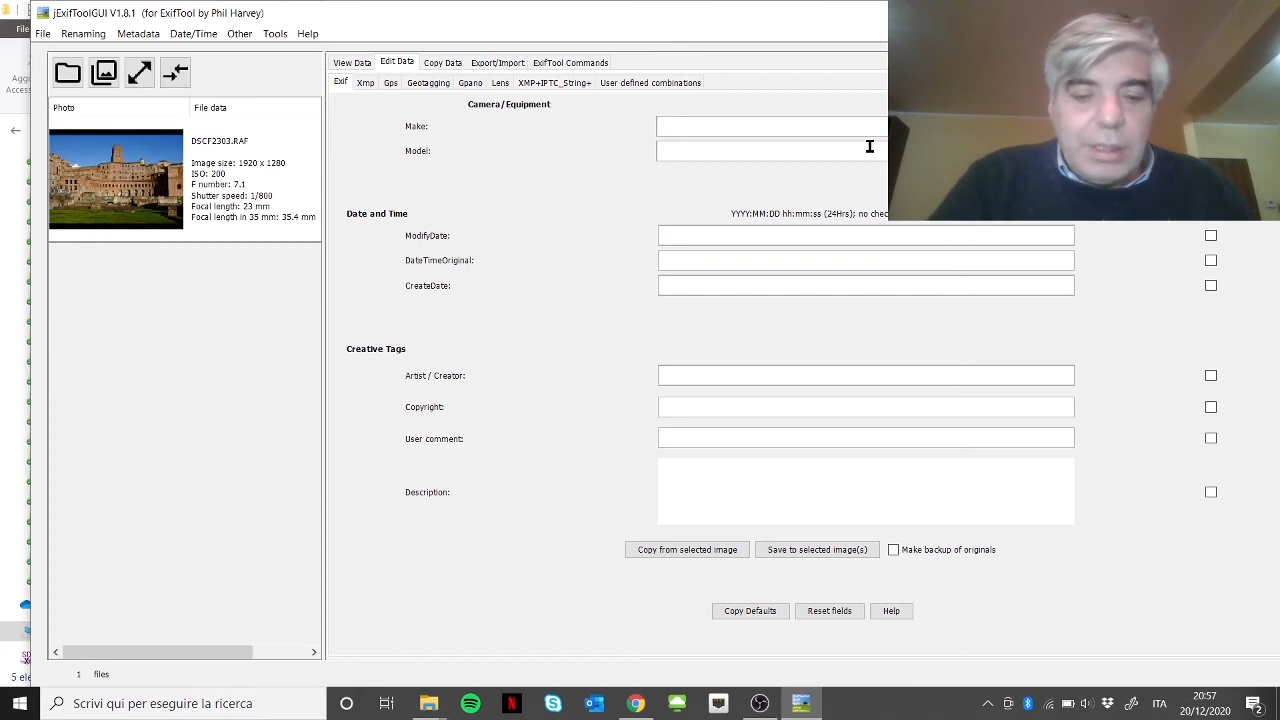 jExifToolGUI V1.8.1 (for ExifTool by Phil Harvey)
File
File Renaming Metadata Date/Time Other Tools Help
View Data Edit Data Copy Data Export/Import ExifTool Commands
Exif Xmp Gps Geotagging Gpano Lens XMP+IPTC_String+ User defined combinations
Aggi
Access
Photo File data
DSCF2303.RAF
Image size: 1920 x 1280
ISO: 200
F number: 7.1
Shutter speed: 1/800
Focal length: 23 mm
Focal length in 35 mm: 35.4 mm
Camera/Equipment
Make:
Model:
Date and Time YYYY:MM:DD hh:mm:ss (24Hrs); no chec
ModifyDate:
DateTimeOriginal:
CreateDate:
Creative Tags
Artist / Creator:
Copyright:
User comment:
Description:
Copy from selected image Save to selected image(s) Make backup of originals
Copy Defaults Reset fields Help
1 files
5 ele
Scrivi qui per eseguire la ricerca
ITA
20:57
20/12/2020
2